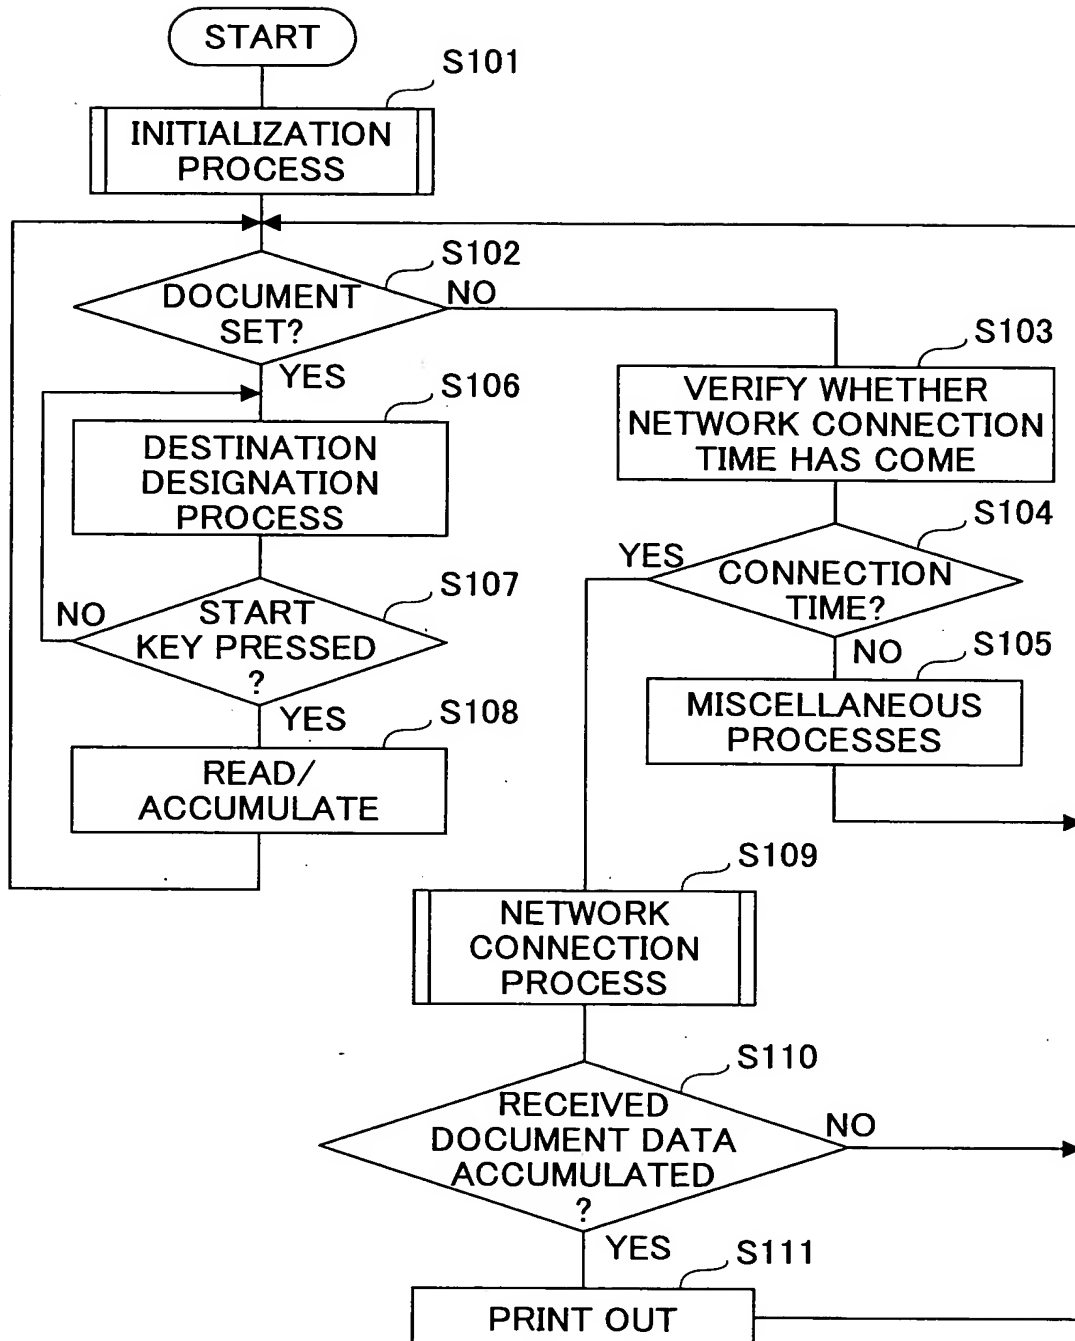 START
S101
INITIALIZATION
PROCESS
S102
DOCUMENT
SET?
NO
YES
S103
VERIFY WHETHER
NETWORK CONNECTION
TIME HAS COME
S106
DESTINATION
DESIGNATION
PROCESS
S104
YES
CONNECTION
TIME?
NO
S107
NO
START
KEY PRESSED
?
YES
S105
MISCELLANEOUS
PROCESSES
S108
READ/
ACCUMULATE
S109
NETWORK
CONNECTION
PROCESS
S110
RECEIVED
DOCUMENT DATA
ACCUMULATED
?
NO
YES
S111
PRINT OUT